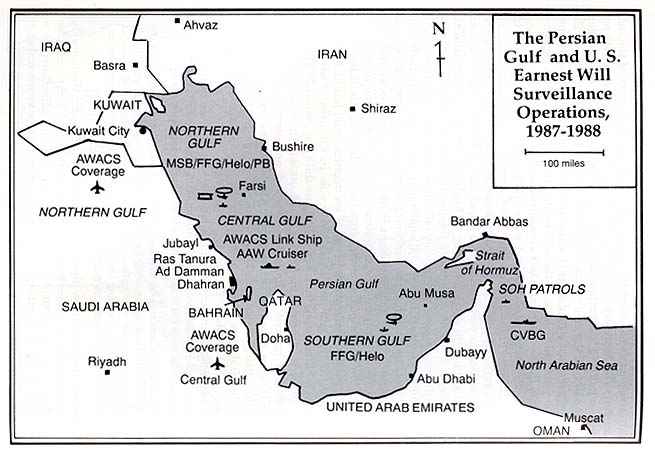 Ahvaz
IRAQ
IRAN
N
The Persian
Gulf and U. S.
Earnest Will
Surveillance
Operations,
1987-1988
100 miles
Basra
KUWAIT
Shiraz
Kuwait City
NORTHERN
GULF
MSB/FFG/Helo/PB
Bushire
AWACS
Coverage
NORTHERN GULF
Farsi
CENTRAL GULF
AWACS Link Ship
AAW Cruiser
Bandar Abbas
Strait
of Hormuz
SOH PATROLS
Jubayl
Ras Tanura
Ad Damman
Dhahran
Persian Gulf
Abu Musa
SAUDI ARABIA
BAHRAIN
QATAR
Doha
AWACS
Coverage
Central Gulf
SOUTHERN GULF
FFG/Helo
CVBG
Dubayy
North Arabian Sea
Riyadh
Abu Dhabi
UNITED ARAB EMIRATES
Muscat
OMAN